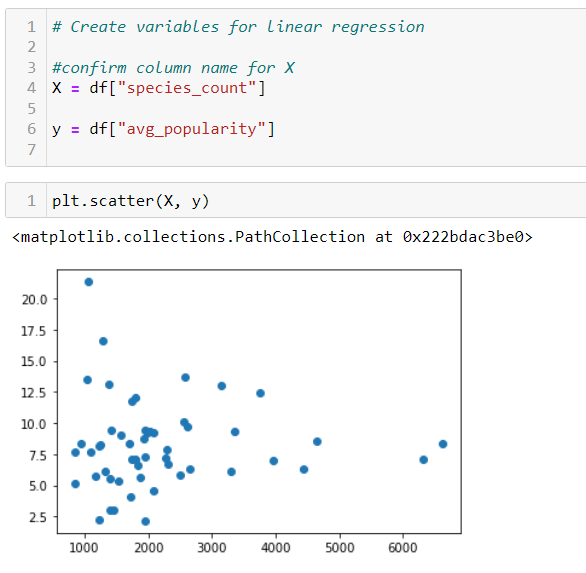 1 # Create variables for linear regression
2
3 #confirm column name for X
4 X = df["species_count"]
5
6 y = df["avg_popularity"]
7
1 plt.scatter(X, y)
<matplotlib.collections.PathCollection at 0x222bdac3be0>
20.0
17.5
15.0
12.5
10.0
7.5
5.0
2.5
1000 2000 3000 4000 5000 6000